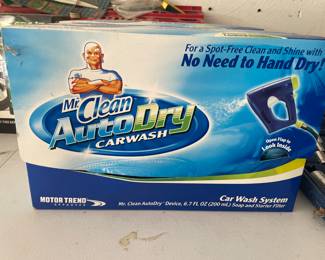 For a Spot-Free Clean and Shine with
No Need to Hand Dry!
Mr. Clean
AutoDry
CARWASH
Open Flap to
Look Inside
Car Wash System
MOTOR TREND
Mr. Clean AutoDry Device, 6.7 FL OZ (200 mL) Soap and Starter Filter